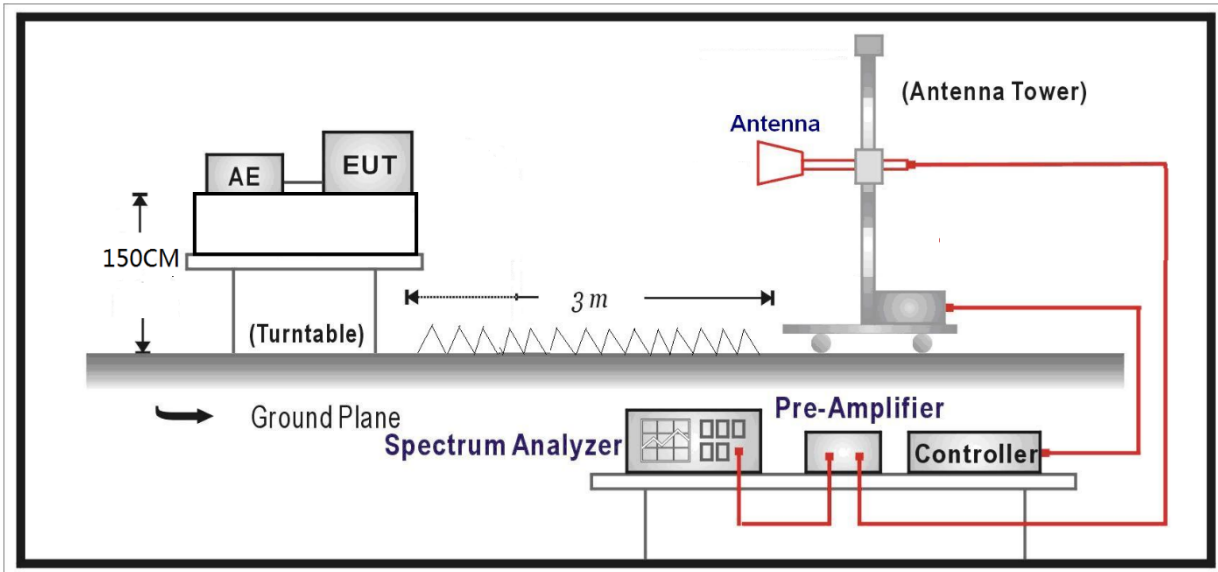 (Antenna Tower)
Antenna
AE
EUT
150CM
3 m
(Turntable)
Ground Plane
Pre-Amplifier
Spectrum Analyzer
Controller